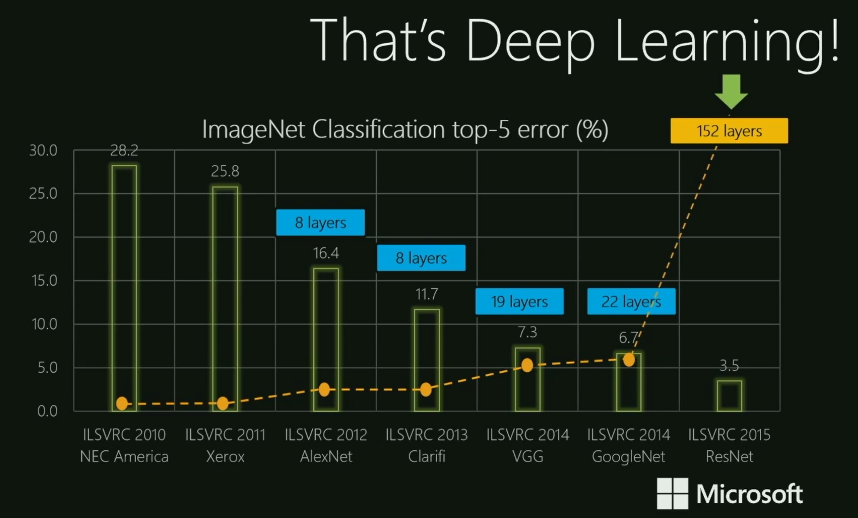 That's Deep Learning!
152 layers
ImageNet Classification top-5 error (%)
30.0
28.2
25.8
25.0
8 layers
20.0
16.4
8 layers
15.0
11.7
19 layers
22 layers
10.0
7.3
6.7
5.0
3.5
0.0
ILSVRC 2010 ILSVRC 2011 ILSVRC 2012 ILSVRC 2013 ILSVRC 2014 ILSVRC 2014 ILSVRC 2015
NEC America Xerox AlexNet Clarifi VGG GoogleNet ResNet
Microsoft